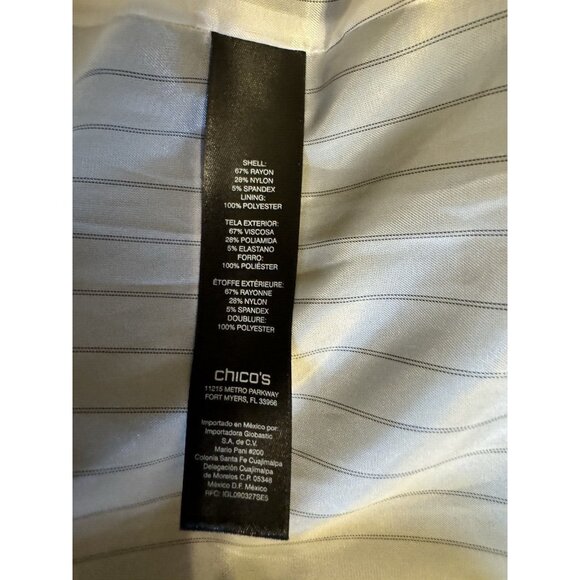 SHELL:
67% RAYON
28% NYLON
5% SPANDEX
LINING:
100% POLYESTER
TELA EXTERIOR:
67% VISCOSA
28% POLIAMIDA
5% ELASTANO
FORRO:
100% POLIÉSTER
ÉTOFFE EXTÉRIEURE:
67% RAYONNE
28% NYLON
5% SPANDEX
DOUBLURE:
100% POLYESTER
chico's
11215 METRO PARKWAY
FORT MYERS, FL 33966
Importado en México por:
Importadora Globastic
S.A. de C.V.
Mario Pani #200
Colonia Santa Fe Cuajimalpa
Delegación Cuajimalpa
de Morelos C.P. 05348
México D.F. México
RFC: IGL090327SE5